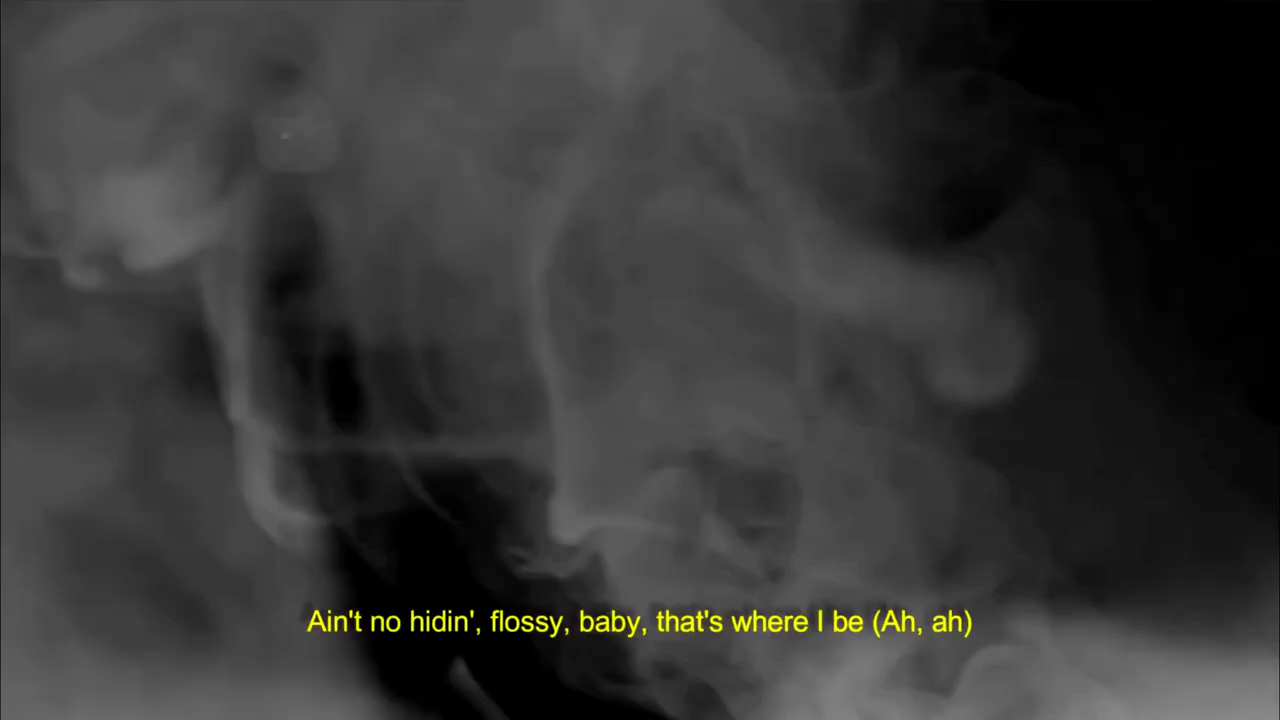 Ain't no hidin', flossy, baby, that's where I be (Ah, ah)